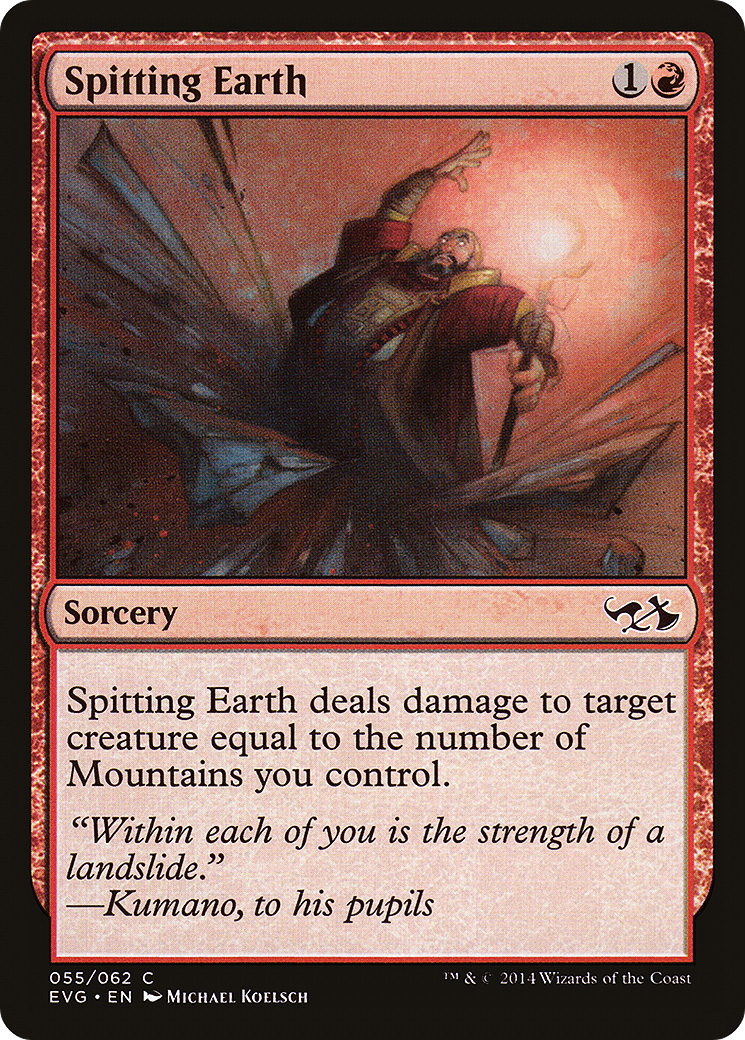 Spitting Earth 1
Sorcery
Spitting Earth deals damage to target
creature equal to the number of
Mountains you control.
“Within each of you is the strength of a
landslide.”
—Kumano, to his pupils
055/062 C
™ & © 2014 Wizards of the Coast
EVG • EN Michael Koelsch